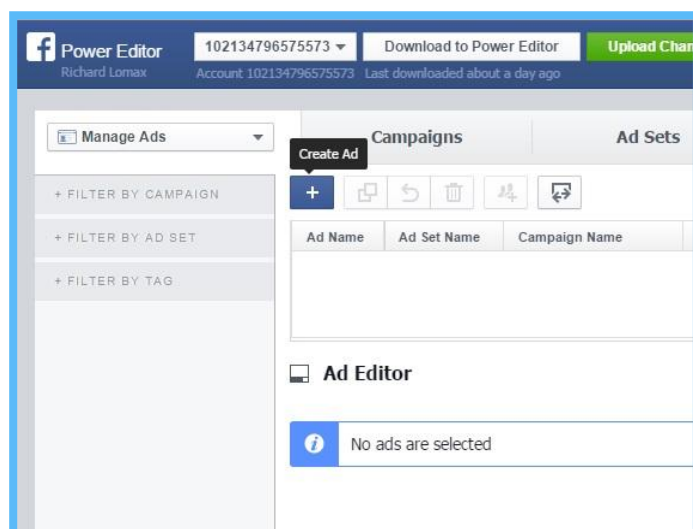 f Power Editor
Richard Lomax
102134796575573
Account 102134796575573
Download to Power Editor
Last downloaded about a day ago
Upload Chan
Manage Ads
+ FILTER BY CAMPAIGN
+ FILTER BY AD SET
+ FILTER BY TAG
Campaigns
Ad Sets
Create Ad
+
Ad Name
Ad Set Name
Campaign Name
Ad Editor
i
No ads are selected